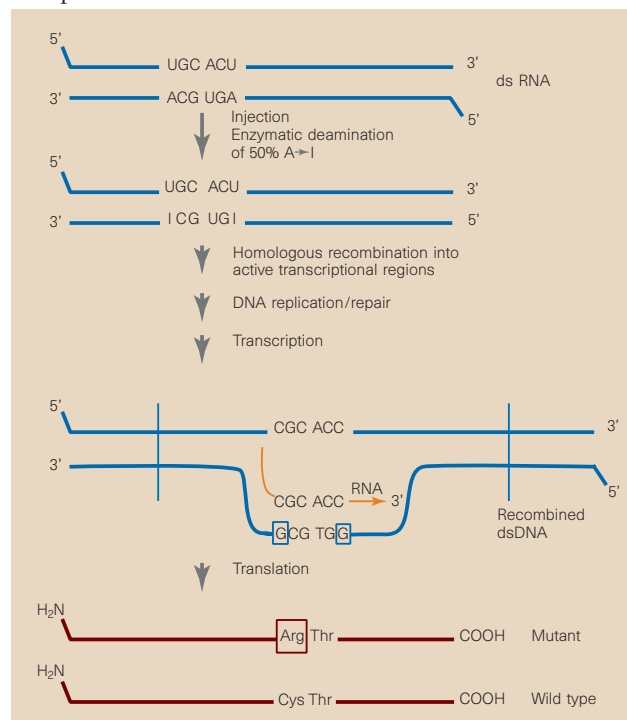 5’
UGC ACU
3’
ds RNA
3’
ACG UGA
5’
Injection
Enzymatic deamination
of 50% A→I
5’
UGC ACU
3’
3’
ICG UGI
5’
Homologous recombination into
active transcriptional regions
DNA replication/repair
Transcription
5’
CGC ACC
3’
3’
RNA
CGC ACC
3’
5’
GCG TGG
Recombined
dsDNA
Translation
H₂N
Arg Thr
COOH Mutant
H₂N
Cys Thr
COOH Wild type